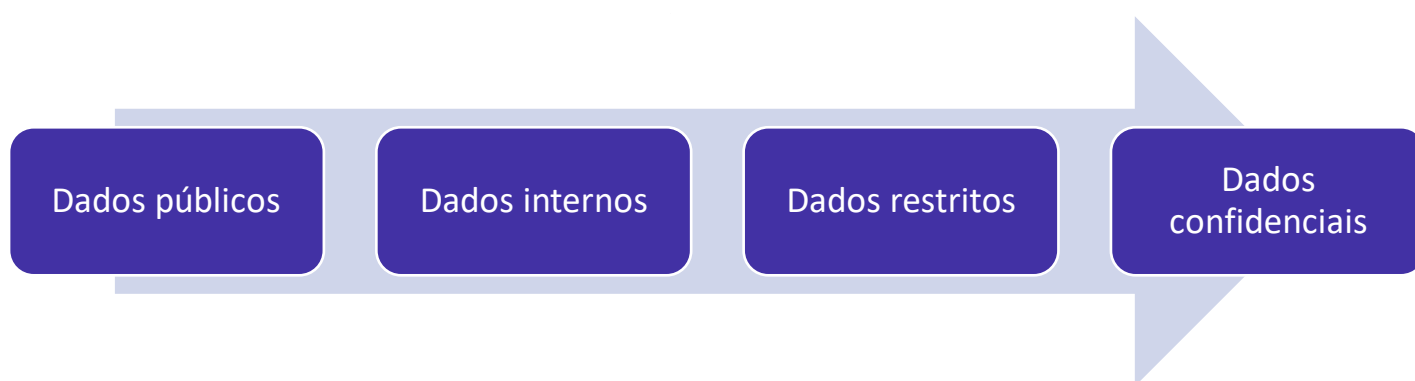 Dados públicos
Dados internos
Dados restritos
Dados
confidenciais